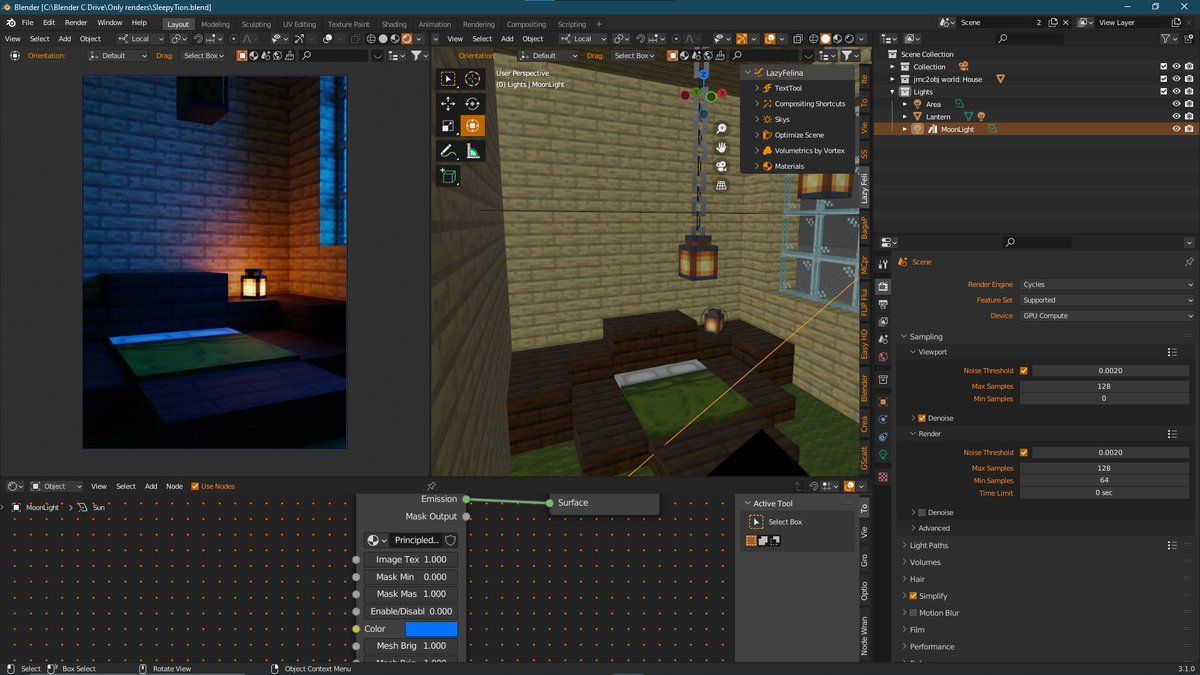 Blender [C:\Blender C Drive\Only renders\SleepyTion.blend]
File Edit Render Window Help Layout Modeling Sculpting UV Editing Texture Paint Shading Animation Rendering Compositing Scripting + Scene 2 View Layer
View Select Add Object Local View Select Add Object Local
Orientation: Default Drag: Select Box Orientation: Default Drag: Select Box
User Perspective
(0) Lights | MoonLight
LazyFelina
TextTool
Compositing Shortcuts
Skys
Optimize Scene
Volumetrics by Vortex
Materials
Ite
To
Vie
SS
Lazy Feli
BagaP
MCpr
FLIP Flui
Easy HD
Blender
Crea
GScatt
Scene Collection
Collection
jmc2obj world: House
Lights
Area
Lantern
MoonLight
Scene
Render Engine Cycles
Feature Set Supported
Device GPU Compute
Sampling
Viewport
Noise Threshold 0.0020
Max Samples 128
Min Samples 0
Denoise
Render
Noise Threshold 0.0020
Max Samples 128
Min Samples 64
Time Limit 0 sec
Denoise
Advanced
Light Paths
Volumes
Hair
Simplify
Motion Blur
Film
Performance
Object View Select Add Node Use Nodes
MoonLight > Sun
Emission
Mask Output
Surface
Principled...
Image Tex 1.000
Mask Min 0.000
Mask Mas 1.000
Enable/Disabl 0.000
Color
Mesh Brig 1.000
Active Tool
Select Box
To
Vie
Gro
Optio
Node Wran
Select Box Select Rotate View Object Context Menu 3.1.0